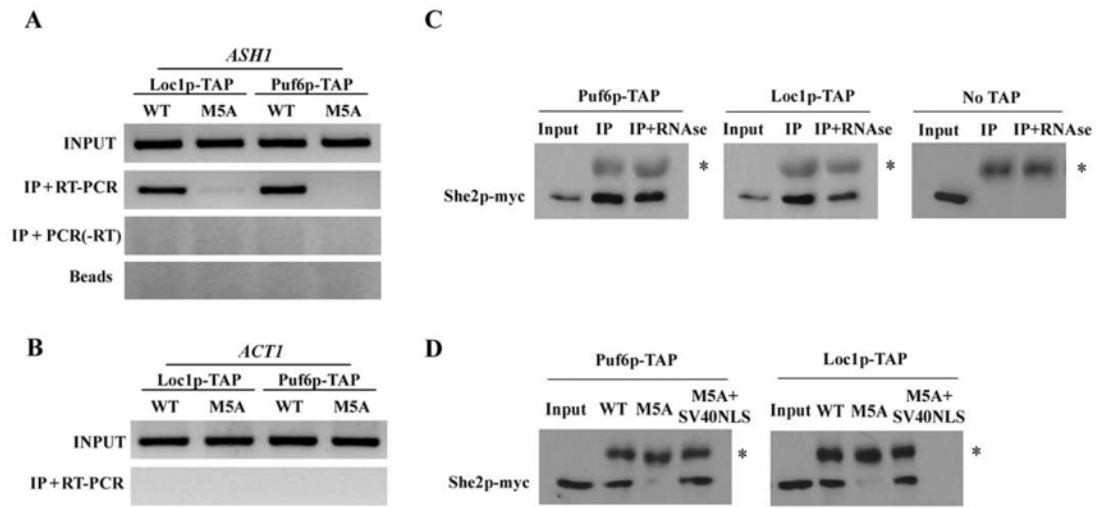 A
ASH1
Loc1p-TAP Puf6p-TAP
WT M5A WT M5A
INPUT
IP + RT-PCR
IP + PCR(-RT)
Beads
B
ACT1
Loc1p-TAP Puf6p-TAP
WT M5A WT M5A
INPUT
IP + RT-PCR
C
Puf6p-TAP Loc1p-TAP No TAP
Input IP IP+RNAse Input IP IP+RNAse Input IP IP+RNAse
* * *
She2p-myc
D
Puf6p-TAP Loc1p-TAP
M5A+ M5A+
Input WT M5A SV40NLS Input WT M5A SV40NLS
* *
She2p-myc